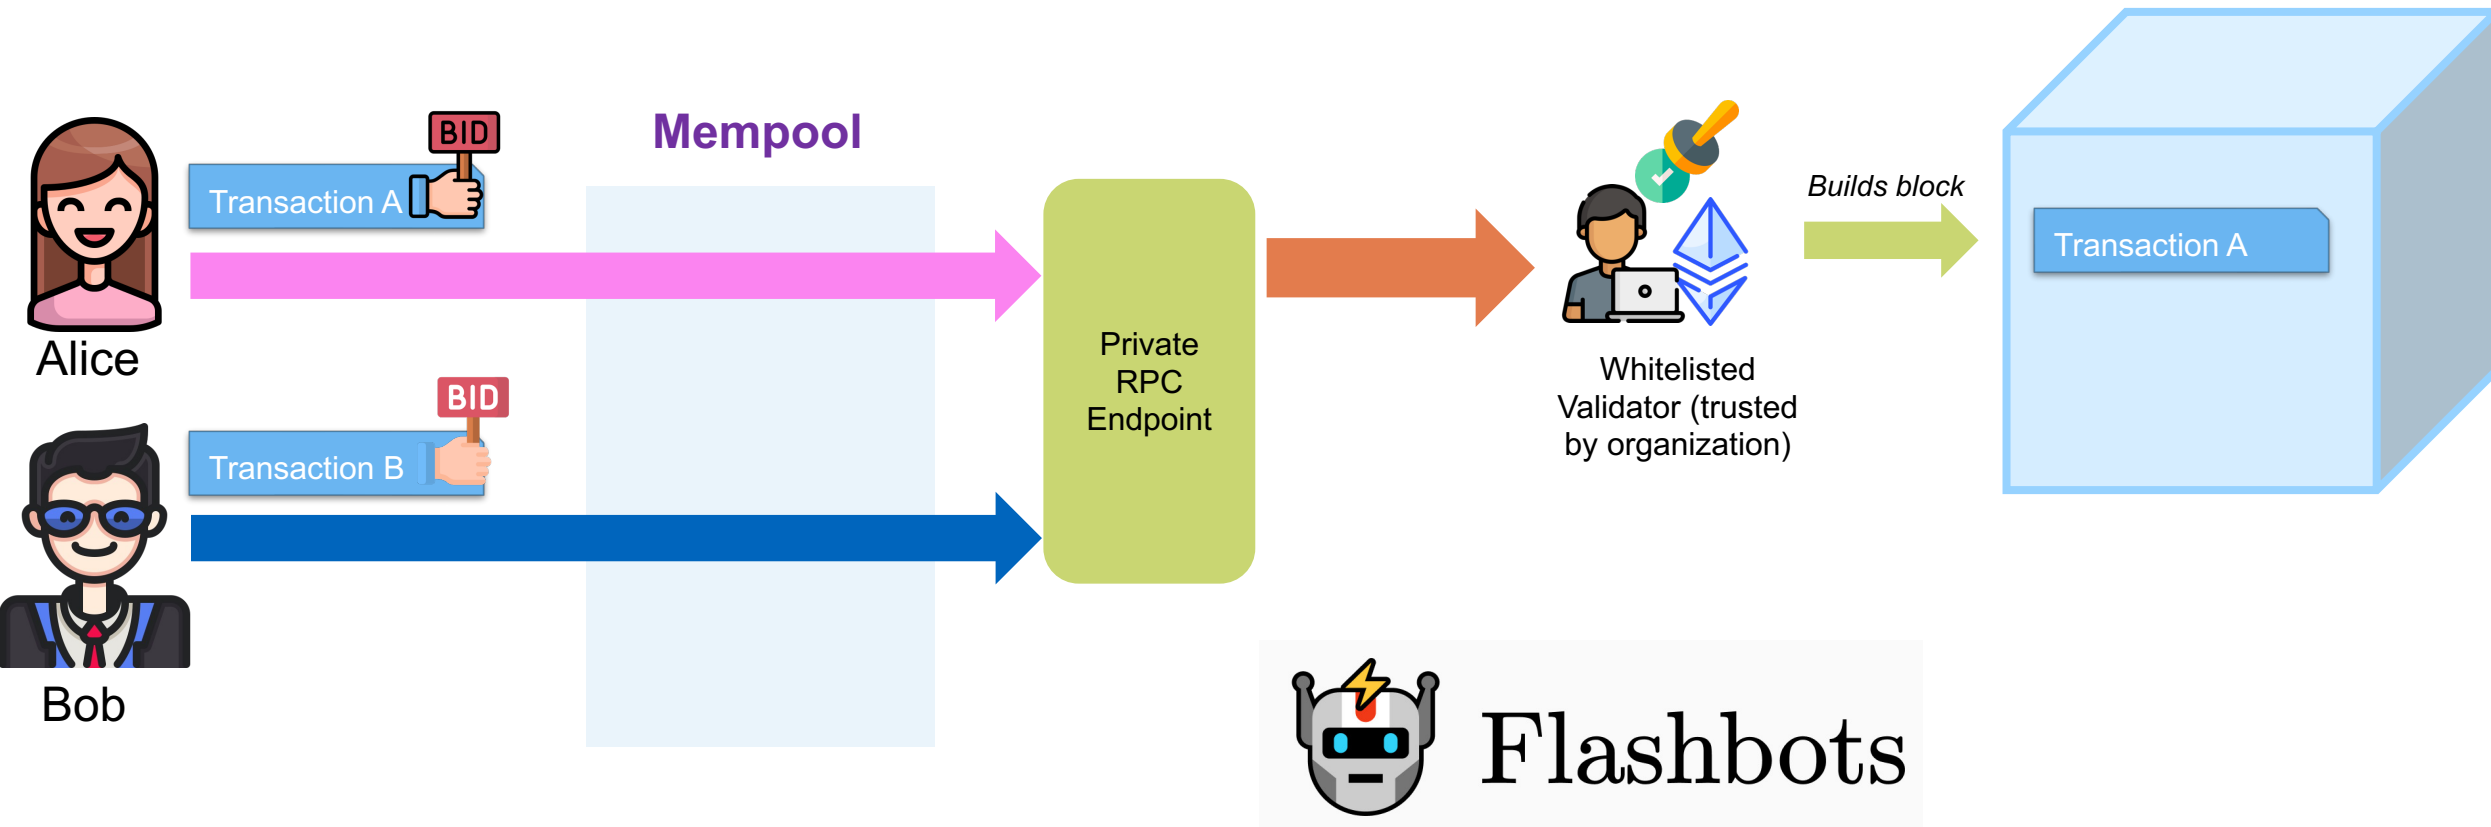 BID
Transaction A
Alice
BID
Transaction B
Bob
Mempool
Private
RPC
Endpoint
Whitelisted
Validator (trusted
by organization)
Builds block
Transaction A
Flashbots